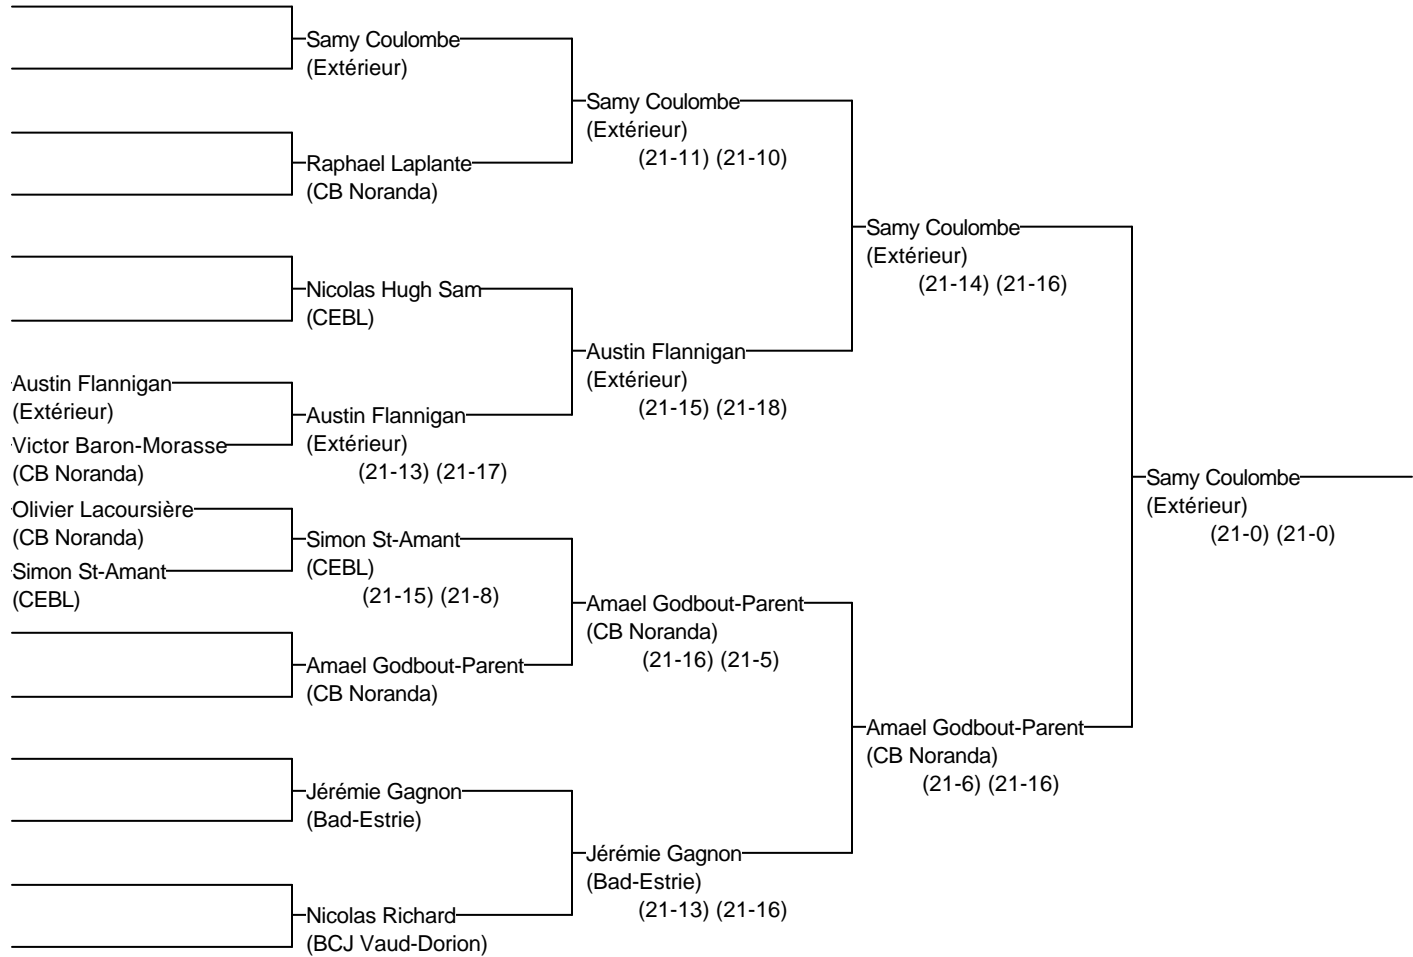 Samy Coulombe
(Extérieur)
Raphael Laplante
(CB Noranda)
Nicolas Hugh Sam
(CEBL)
Austin Flannigan
(Extérieur)
Victor Baron-Morasse
(CB Noranda)
Austin Flannigan
(Extérieur)
(21-13) (21-17)
Olivier Lacoursière
(CB Noranda)
Simon St-Amant
(CEBL)
Simon St-Amant
(CEBL)
(21-15) (21-8)
Amael Godbout-Parent
(CB Noranda)
Jérémie Gagnon
(Bad-Estrie)
Nicolas Richard
(BCJ Vaud-Dorion)
Samy Coulombe
(Extérieur)
(21-11) (21-10)
Austin Flannigan
(Extérieur)
(21-15) (21-18)
Amael Godbout-Parent
(CB Noranda)
(21-16) (21-5)
Jérémie Gagnon
(Bad-Estrie)
(21-13) (21-16)
Samy Coulombe
(Extérieur)
(21-14) (21-16)
Amael Godbout-Parent
(CB Noranda)
(21-6) (21-16)
Samy Coulombe
(Extérieur)
(21-0) (21-0)